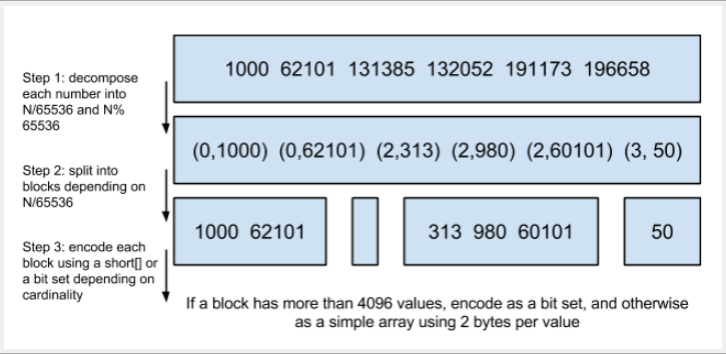 1000 62101 131385 132052 191173 196658
Step 1: decompose
each number into
N/65536 and N%
65536
(0,1000) (0,62101) (2,313) (2,980) (2,60101) (3, 50)
Step 2: split into
blocks depending on
N/65536
1000 62101
313 980 60101
50
Step 3: encode each
block using a short[] or
a bit set depending on
cardinality
If a block has more than 4096 values, encode as a bit set, and otherwise
as a simple array using 2 bytes per value